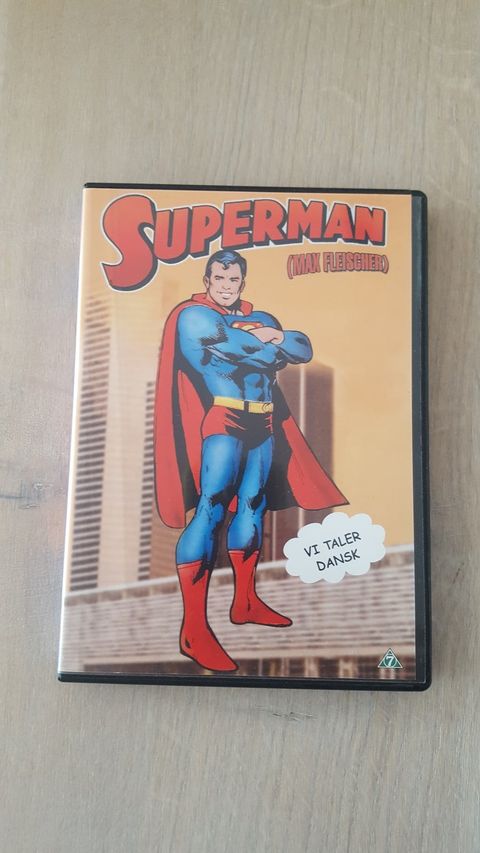 SUPERMAN
(MAX FLEISCHER)
VI TALER
DANSK
7